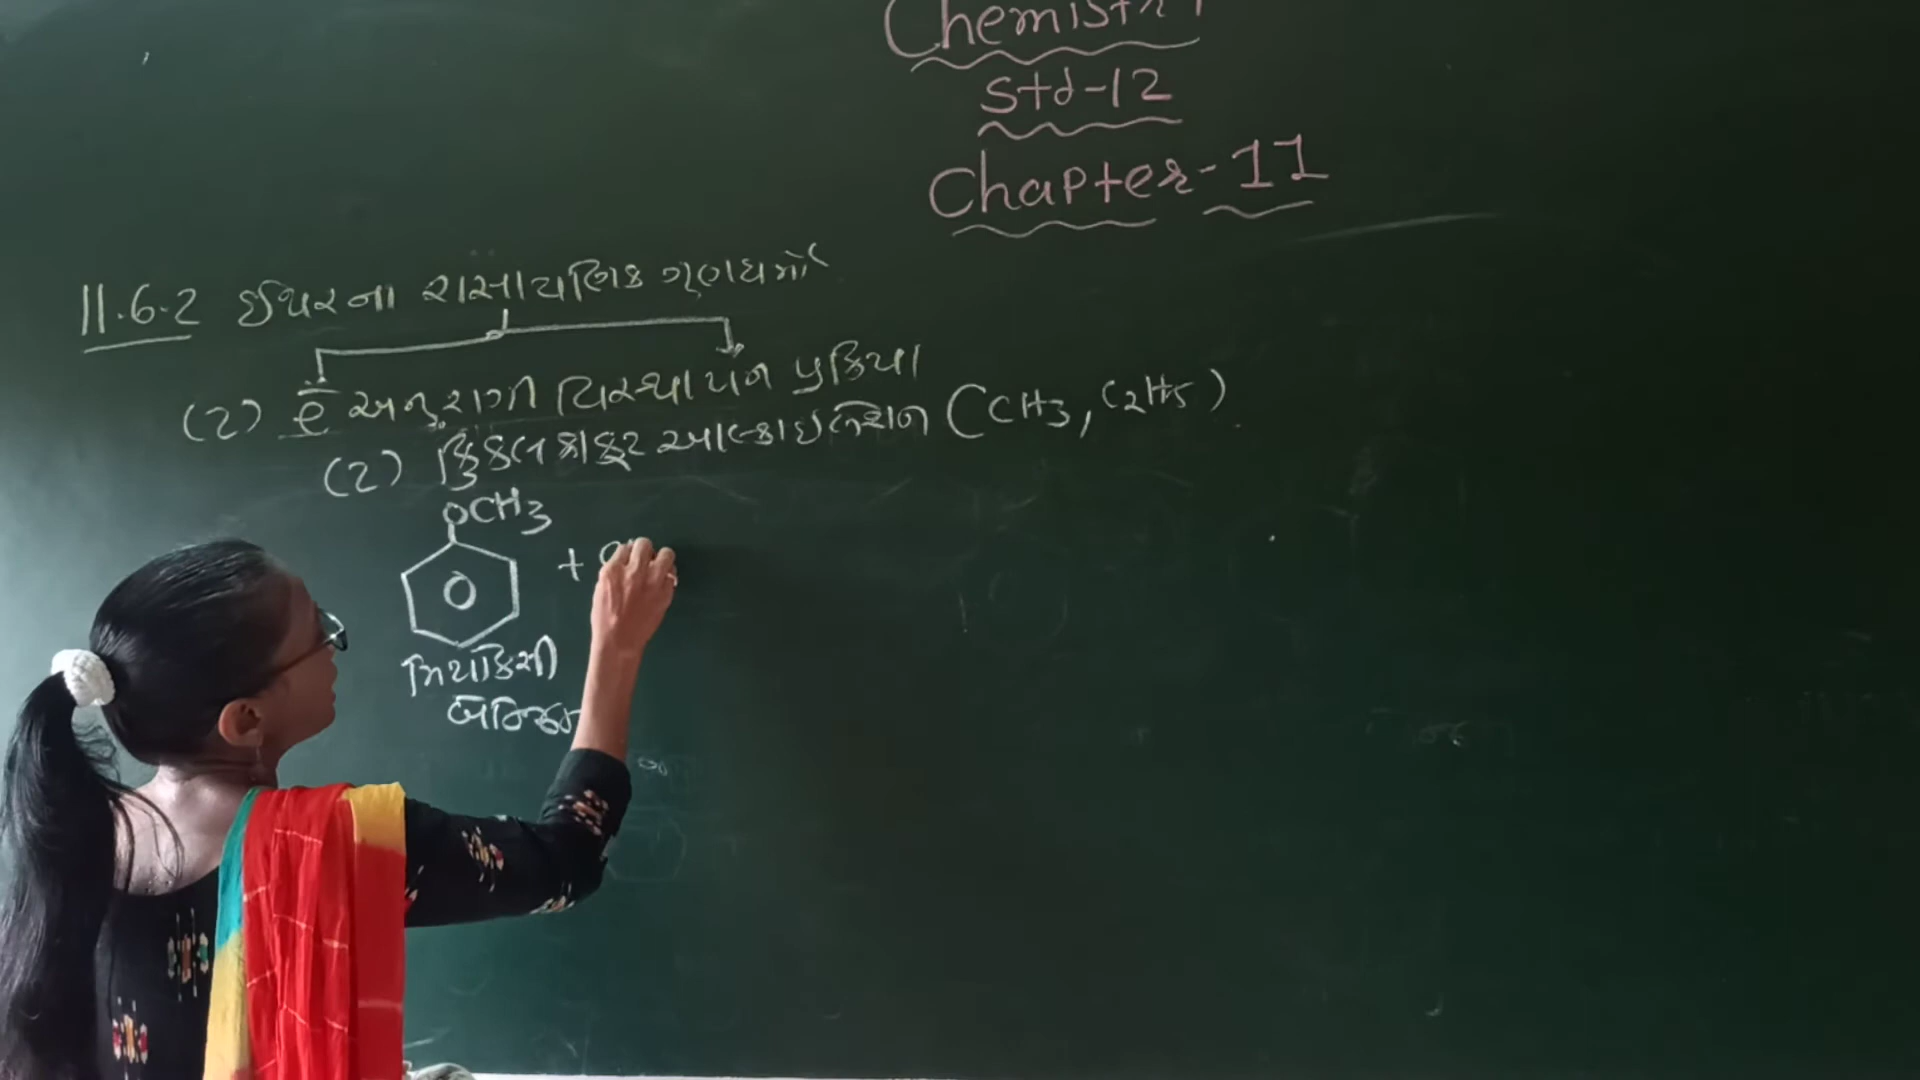 Chemistry
Std-12
Chapter-11
11.6.2 ઈથરના રાસાયણિક ગુણધર્મો
(2) ē અનુરાગી વિસ્થાપન પ્રક્રિયા
(2) ફ્રિડલ ક્રાફ્ટ આલ્કાઇલેશન (CH3, C2H5)
OCH3
+
મિથોક્સિ
બેન્ઝિન